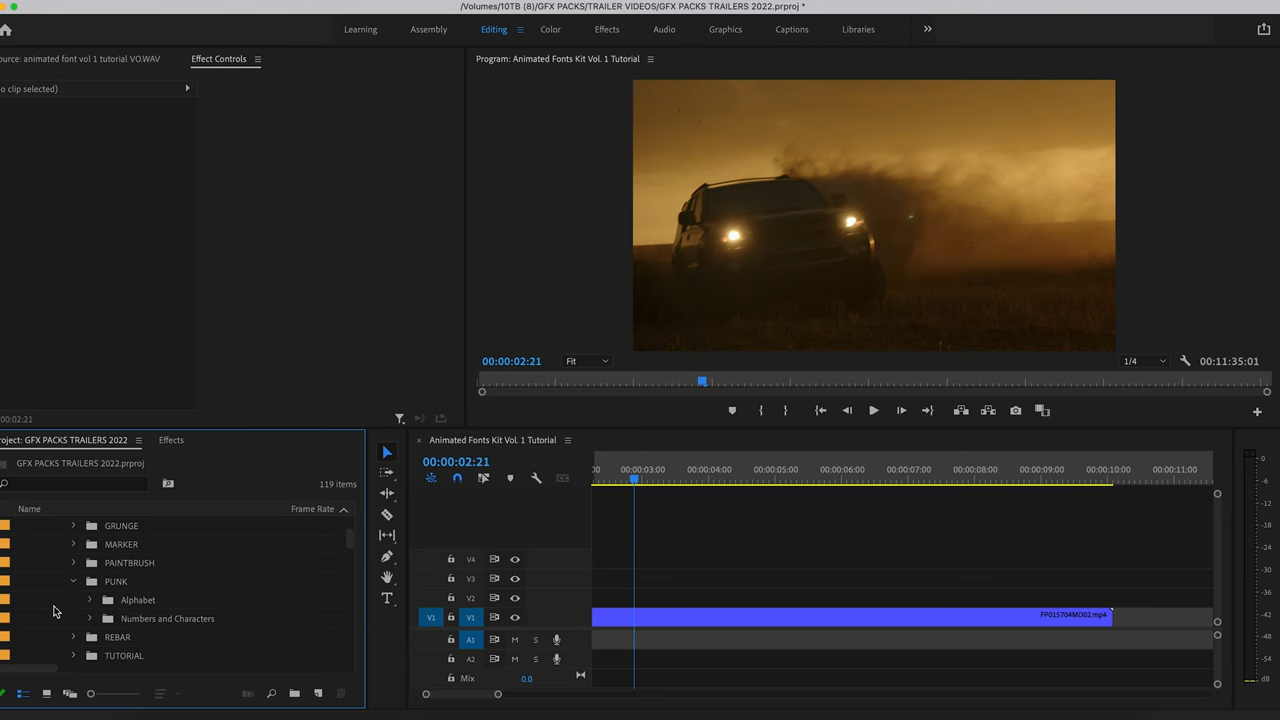 /Volumes/10TB (8)/GFX PACKS/TRAILER VIDEOS/GFX PACKS TRAILERS 2022.prproj *
Learning Assembly Editing Color Effects Audio Graphics Captions Libraries
ource: animated font vol 1 tutorial VO.WAV Effect Controls
Program: Animated Fonts Kit Vol. 1 Tutorial
o clip selected)
00:00:02:21 Fit 1/4 00:11:35:01
:00:02:21
roject: GFX PACKS TRAILERS 2022 Effects
GFX PACKS TRAILERS 2022.prproj
119 items
Name Frame Rate
GRUNGE
MARKER
PAINTBRUSH
PUNK
Alphabet
Numbers and Characters
REBAR
TUTORIAL
× Animated Fonts Kit Vol. 1 Tutorial
00:00:02:21
:00 00:00:03:00 00:00:04:00 00:00:05:00 00:00:06:00 00:00:07:00 00:00:08:00 00:00:09:00 00:00:10:00 00:00:11:00
V4
V3
V2
V1 V1 FP015704MD02.mp4
A1 M S
A2 M S
Mix 0.0
0
-6
-12
-18
-24
-30
-36
-42
-48
-54
dB